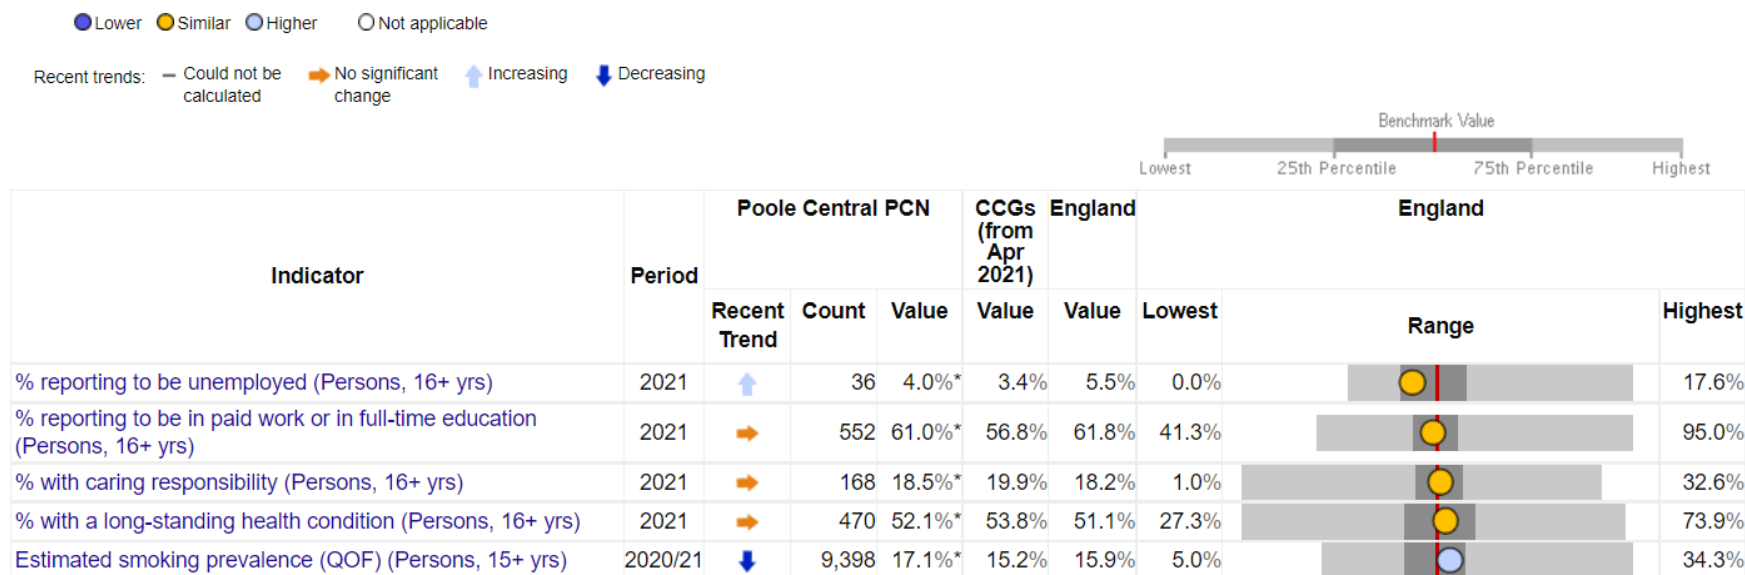 Lower Similar Higher Not applicable
Recent trends: Could not be calculated No significant change Increasing Decreasing
Benchmark Value
Lowest 25th Percentile 75th Percentile Highest
Poole Central PCN CCGs (from Apr 2021) England England
Indicator Period
Recent Trend Count Value Value Value Lowest Range Highest
% reporting to be unemployed (Persons, 16+ yrs) 2021 36 4.0%* 3.4% 5.5% 0.0% 17.6%
% reporting to be in paid work or in full-time education (Persons, 16+ yrs) 2021 552 61.0%* 56.8% 61.8% 41.3% 95.0%
% with caring responsibility (Persons, 16+ yrs) 2021 168 18.5%* 19.9% 18.2% 1.0% 32.6%
% with a long-standing health condition (Persons, 16+ yrs) 2021 470 52.1%* 53.8% 51.1% 27.3% 73.9%
Estimated smoking prevalence (QOF) (Persons, 15+ yrs) 2020/21 9,398 17.1%* 15.2% 15.9% 5.0% 34.3%